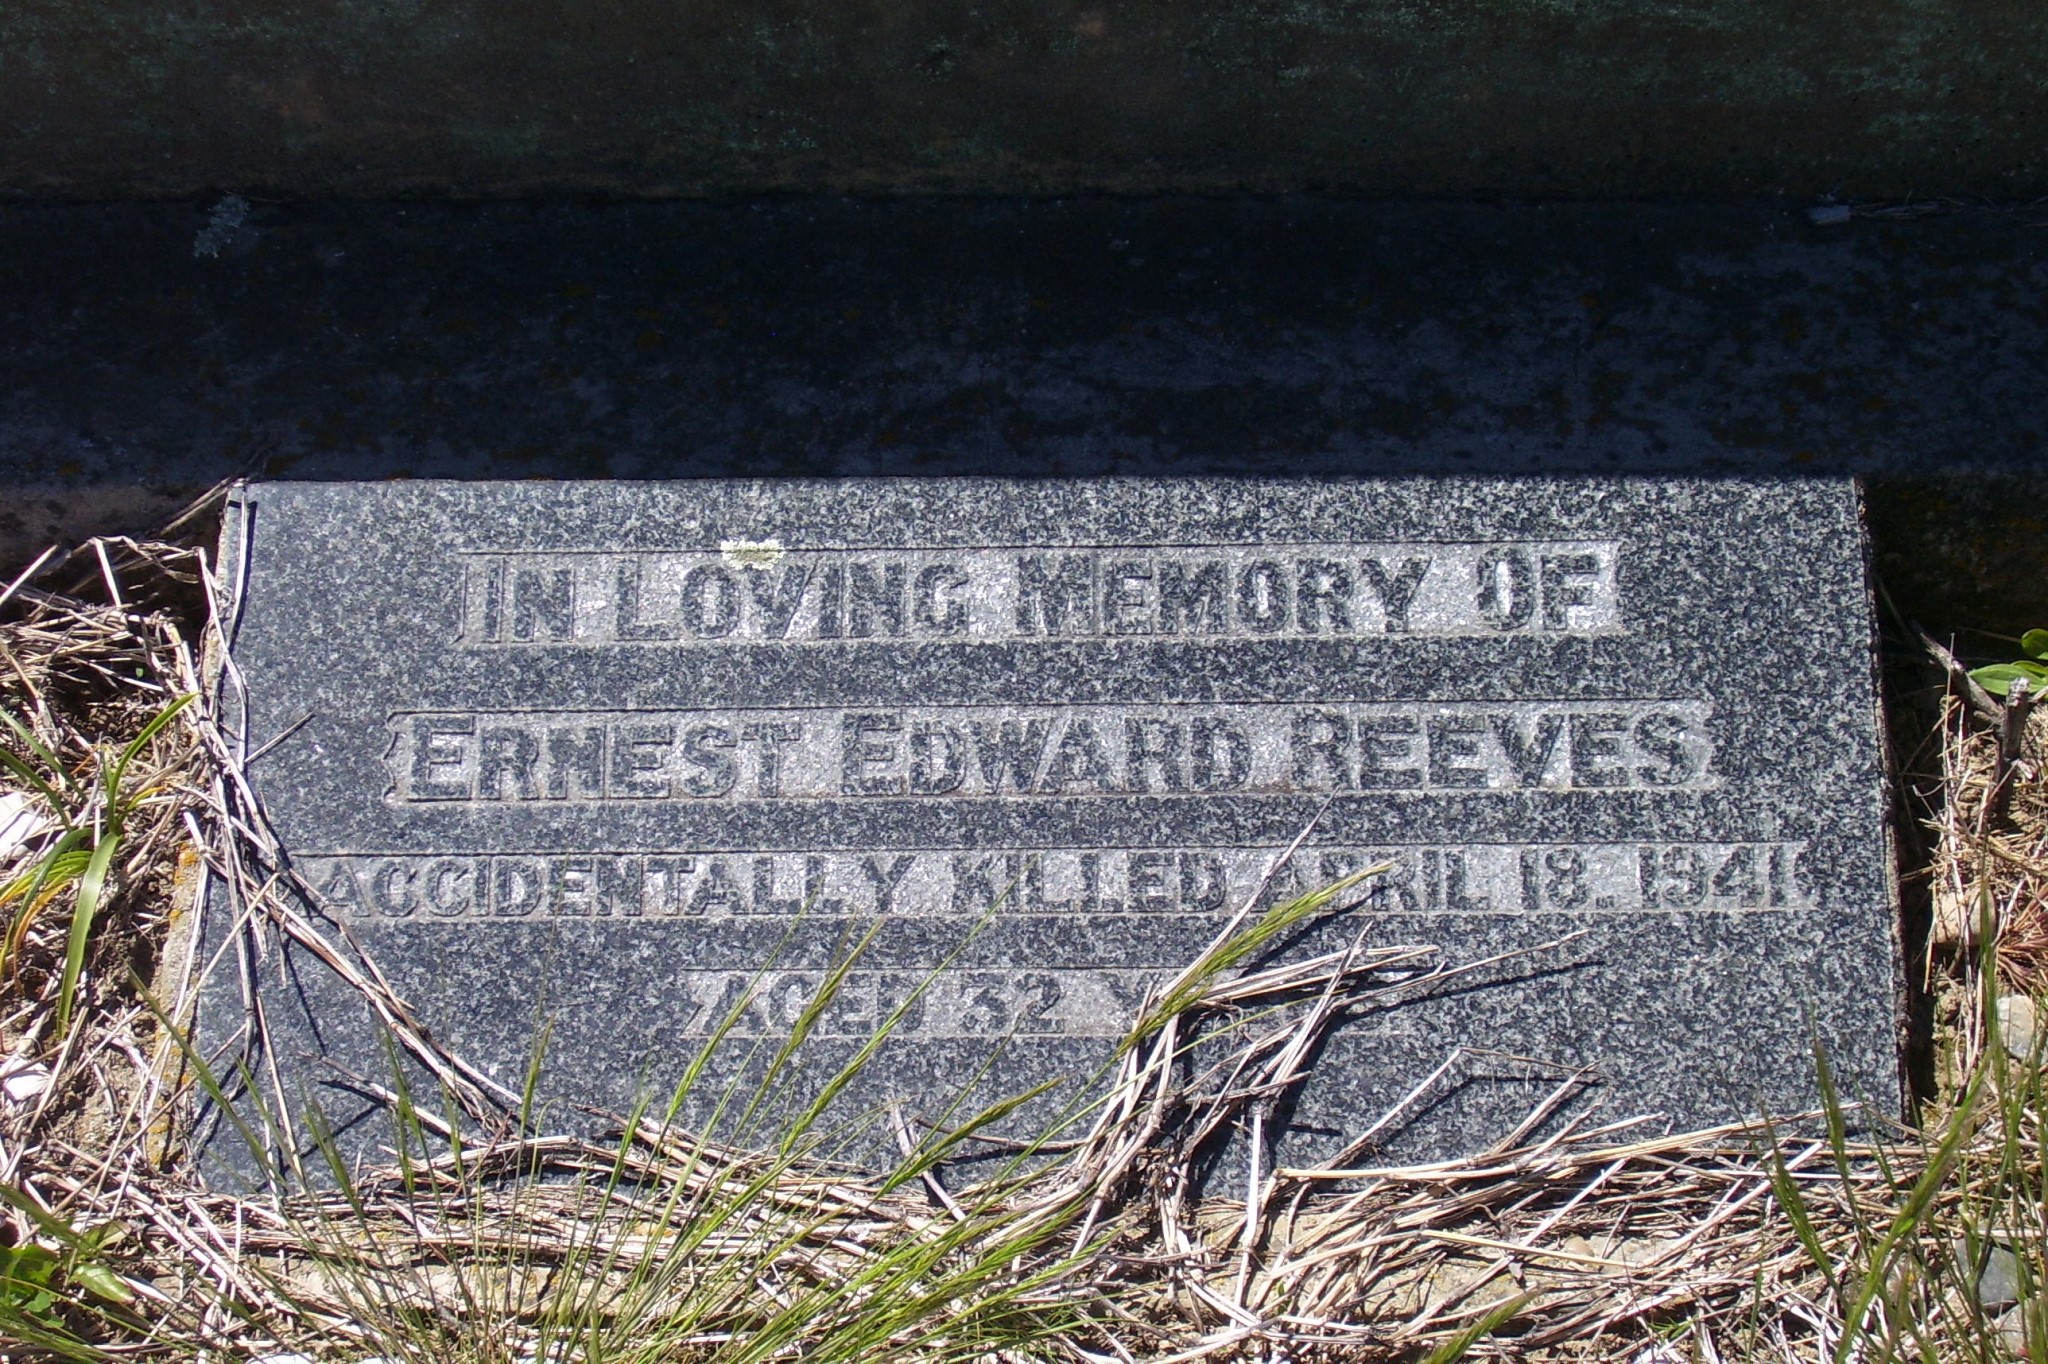 IN LOVING MEMORY OF
ERNEST EDWARD REEVES
ACCIDENTALLY KILLED APRIL 18. 1941
AGED 32